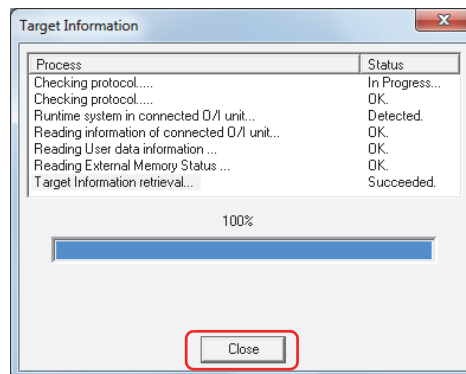 Target Information
Process Status
Checking protocol..... In Progress...
Checking protocol..... OK.
Runtime system in connected O/I unit... Detected.
Reading information of connected O/I unit... OK.
Reading User data information ... OK.
Reading External Memory Status ... OK.
Target Information retrieval... Succeeded.
100%
Close